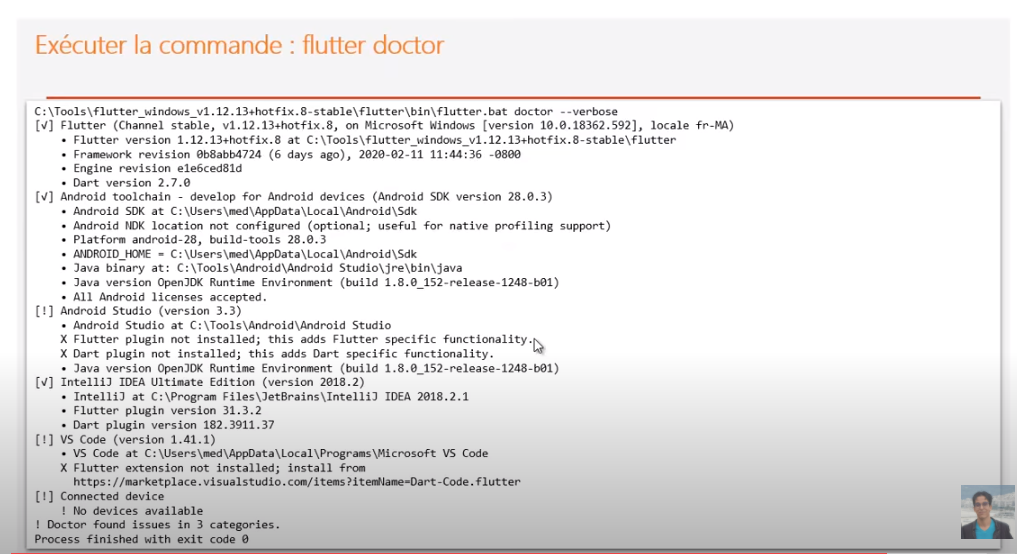 Exécuter la commande : flutter doctor
C:\Tools\flutter_windows_v1.12.13+hotfix.8-stable\flutter\bin\flutter.bat doctor --verbose
[√] Flutter (Channel stable, v1.12.13+hotfix.8, on Microsoft Windows [version 10.0.18362.592], locale fr-MA)
• Flutter version 1.12.13+hotfix.8 at C:\Tools\flutter_windows_v1.12.13+hotfix.8-stable\flutter
• Framework revision 0b8abb4724 (6 days ago), 2020-02-11 11:44:36 -0800
• Engine revision e1e6ced81d
• Dart version 2.7.0
[√] Android toolchain - develop for Android devices (Android SDK version 28.0.3)
• Android SDK at C:\Users\med\AppData\Local\Android\Sdk
• Android NDK location not configured (optional; useful for native profiling support)
• Platform android-28, build-tools 28.0.3
• ANDROID_HOME = C:\Users\med\AppData\Local\Android\Sdk
• Java binary at: C:\Tools\Android\Android Studio\jre\bin\java
• Java version OpenJDK Runtime Environment (build 1.8.0_152-release-1248-b01)
• All Android licenses accepted.
[!] Android Studio (version 3.3)
• Android Studio at C:\Tools\Android\Android Studio
X Flutter plugin not installed; this adds Flutter specific functionality.
X Dart plugin not installed; this adds Dart specific functionality.
• Java version OpenJDK Runtime Environment (build 1.8.0_152-release-1248-b01)
[√] IntelliJ IDEA Ultimate Edition (version 2018.2)
• IntelliJ at C:\Program Files\JetBrains\IntelliJ IDEA 2018.2.1
• Flutter plugin version 31.3.2
• Dart plugin version 182.3911.37
[!] VS Code (version 1.41.1)
• VS Code at C:\Users\med\AppData\Local\Programs\Microsoft VS Code
X Flutter extension not installed; install from
https://marketplace.visualstudio.com/items?itemName=Dart-Code.flutter
[!] Connected device
! No devices available
! Doctor found issues in 3 categories.
Process finished with exit code 0